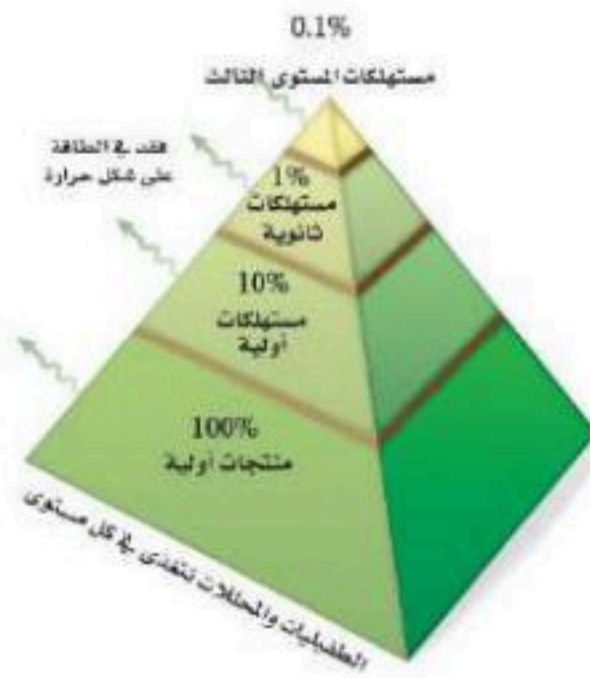 0.1%
مستهلكات المستوى الثالث
فقد في الطاقة
على شكل حرارة
1%
مستهلكات
ثانوية
10%
مستهلكات
أولية
100%
منتجات أولية
الطفيليات والمحللات تتغذى في كل مستوى